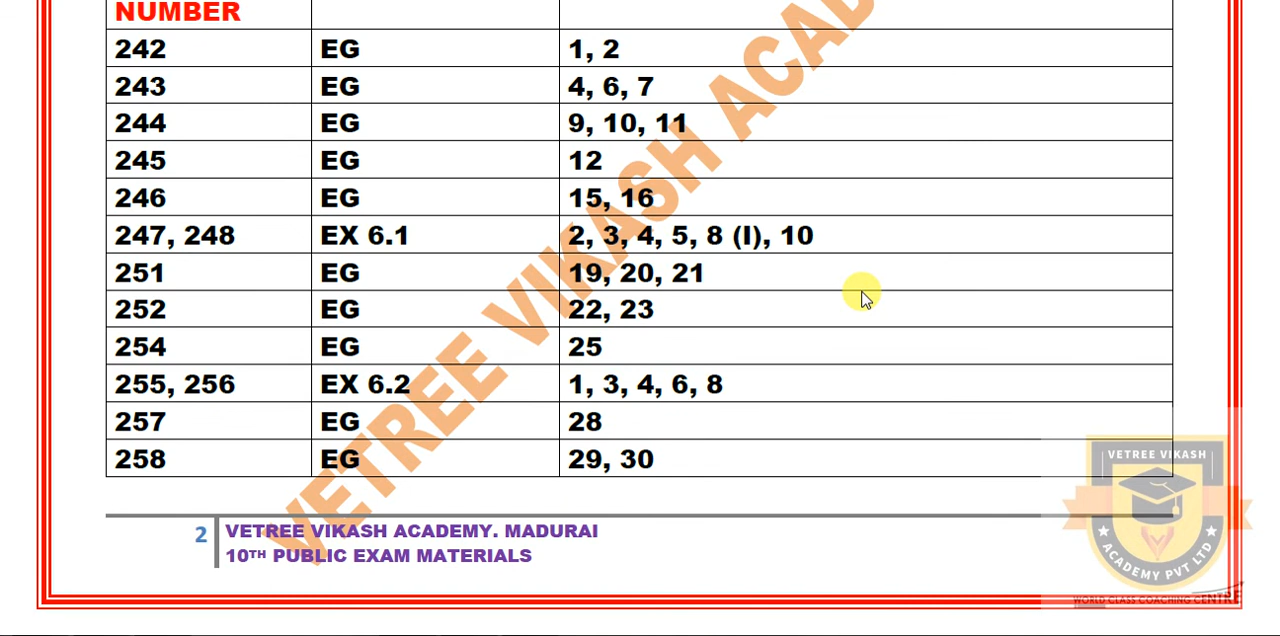 NUMBER
242 EG 1, 2
243 EG 4, 6, 7
244 EG 9, 10, 11
245 EG 12
246 EG 15, 16
247, 248 EX 6.1 2, 3, 4, 5, 8 (I), 10
251 EG 19, 20, 21
252 EG 22, 23
254 EG 25
255, 256 EX 6.2 1, 3, 4, 6, 8
257 EG 28
258 EG 29, 30
VETREE VIKASH ACAD
2 VETREE VIKASH ACADEMY. MADURAI
10TH PUBLIC EXAM MATERIALS
VETREE VIKASH
ACADEMY PVT LTD
WORLD CLASS COACHING CENTRE